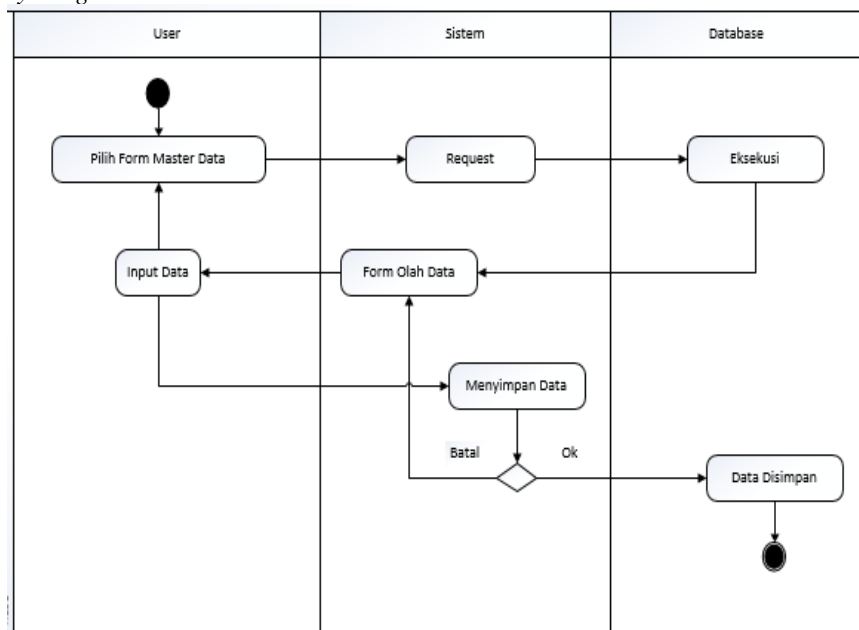 User
Sistem
Database
Pilih Form Master Data
Request
Eksekusi
Input Data
Form Olah Data
Menyimpan Data
Batal
Ok
Data Disimpan